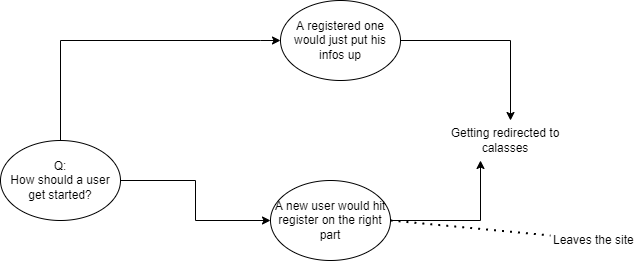 A registered one
would just put his
infos up
Getting redirected to
calasses
Q:
How should a user
get started?
A new user would hit
register on the right
part
Leaves the site